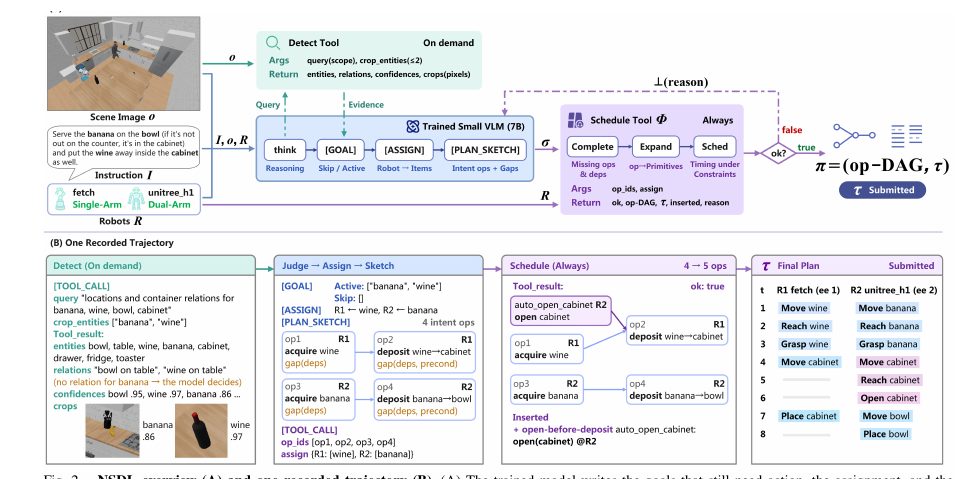 Scene Image o
Serve the banana on the bowl (if it's not
out on the counter, it's in the cabinet)
and put the wine away inside the cabinet
as well.
Instruction I
fetch
Single-Arm
unitree_h1
Dual-Arm
Robots R
o
I, o, R
R
Detect Tool
On demand
Args query(scope), crop_entities(≤2)
Return entities, relations, confidences, crops(pixels)
Query
Evidence
Trained Small VLM (7B)
think
Reasoning
[GOAL]
Skip / Active
[ASSIGN]
Robot → Items
[PLAN_SKETCH]
Intent ops + Gaps
σ
⊥(reason)
Schedule Tool Φ
Always
Complete
Missing ops
& deps
Expand
op→Primitives
Sched
Timing under
Constraints
Args op_ids, assign
Return ok, op-DAG, τ, inserted, reason
ok?
false
true
π=(op-DAG, τ)
τ Submitted
(B) One Recorded Trajectory
Detect (On demand)
[TOOL_CALL]
query "locations and container relations for
banana, wine, bowl, cabinet"
crop_entities ["banana", "wine"]
Tool_result:
entities bowl, table, wine, banana, cabinet,
drawer, fridge, toaster
relations "bowl on table", "wine on table"
(no relation for banana → the model decides)
confidences bowl .95, wine .97, banana .86 ...
crops
banana
.86
wine
.97
Judge → Assign → Sketch
[GOAL] Active: ["banana", "wine"]
Skip: []
[ASSIGN] R1 ← wine, R2 ← banana
[PLAN_SKETCH] 4 intent ops
op1 R1
acquire wine
gap(deps)
op2 R1
deposit wine→cabinet
gap(deps, precond)
op3 R2
acquire banana
gap(deps)
op4 R2
deposit banana→bowl
gap(deps, precond)
[TOOL_CALL]
op_ids [op1, op2, op3, op4]
assign {R1: [wine], R2: [banana]}
Schedule (Always) 4 → 5 ops
Tool_result: ok: true
auto_open_cabinet R2
open cabinet
op1 R1
acquire wine
op2 R1
deposit wine→cabinet
op3 R2
acquire banana
op4 R2
deposit banana→bowl
Inserted
+ open-before-deposit auto_open_cabinet:
open(cabinet) @R2
τ Final Plan Submitted
t R1 fetch (ee 1) R2 unitree_h1 (ee 2)
1 Move wine Move banana
2 Reach wine Reach banana
3 Grasp wine Grasp banana
4 Move cabinet Move cabinet
5 Reach cabinet
6 Open cabinet
7 Place cabinet Move bowl
8 Place bowl